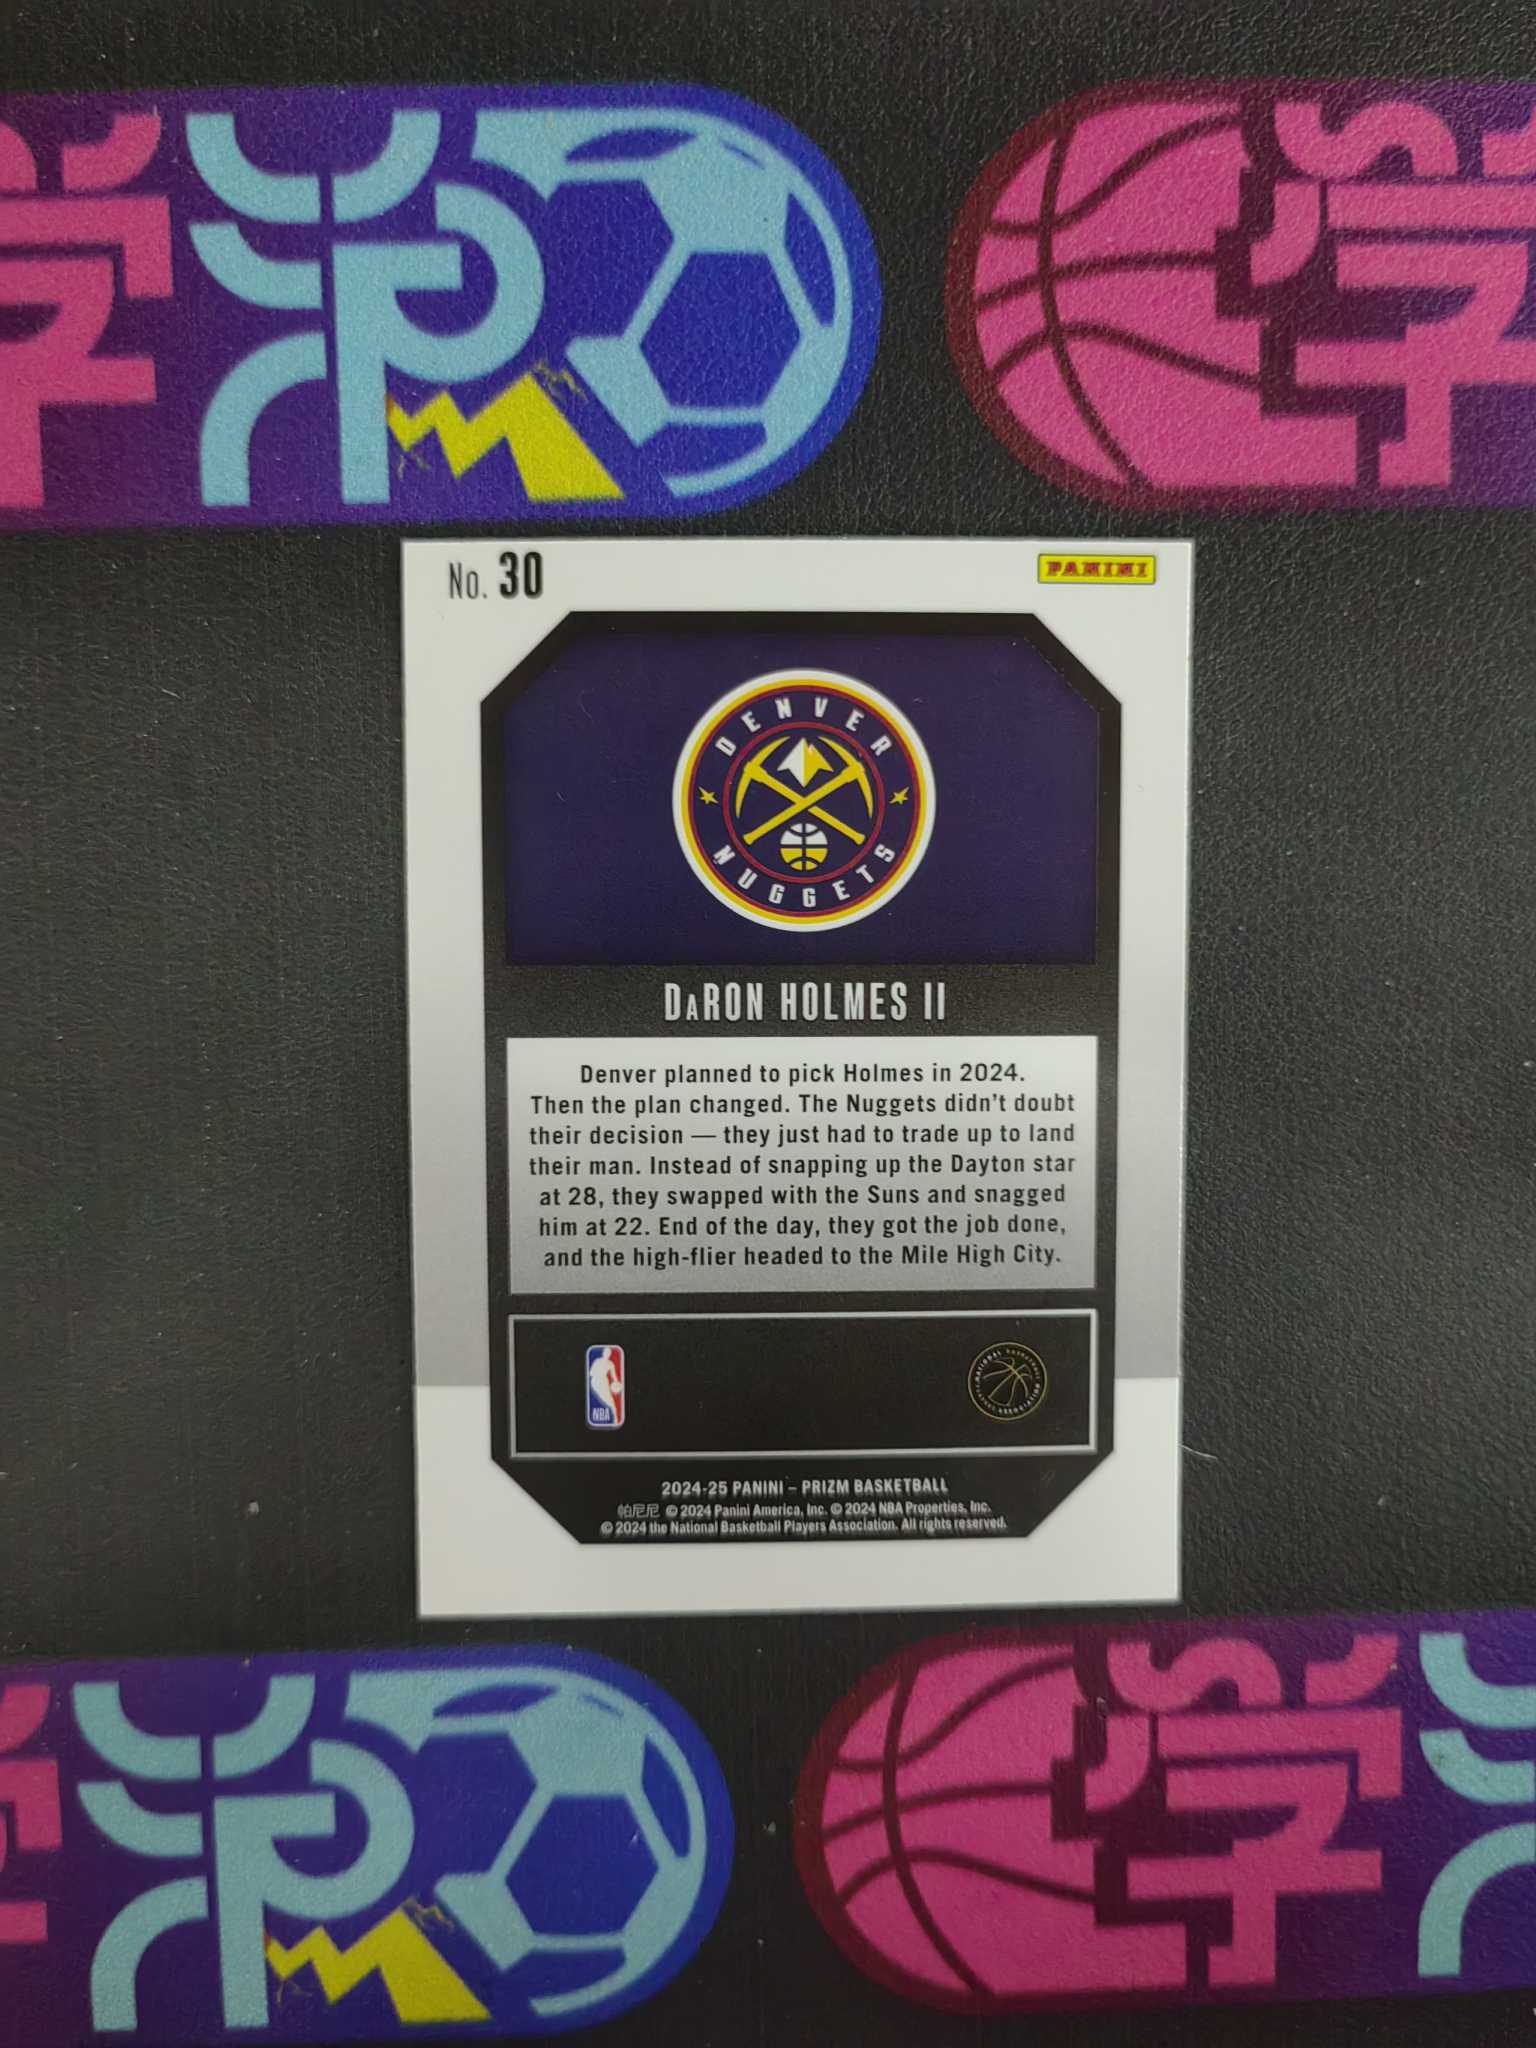 No. 30
PANINI
DENVER
NUGGETS
DaRON HOLMES II
Denver planned to pick Holmes in 2024.
Then the plan changed. The Nuggets didn't doubt
their decision — they just had to trade up to land
their man. Instead of snapping up the Dayton star
at 28, they swapped with the Suns and snagged
him at 22. End of the day, they got the job done,
and the high-flier headed to the Mile High City.
NBA
NATIONAL BASKETBALL
PLAYERS ASSOCIATION
2024-25 PANINI – PRIZM BASKETBALL
帕尼尼 © 2024 Panini America, Inc. © 2024 NBA Properties, Inc.
© 2024 the National Basketball Players Association. All rights reserved.